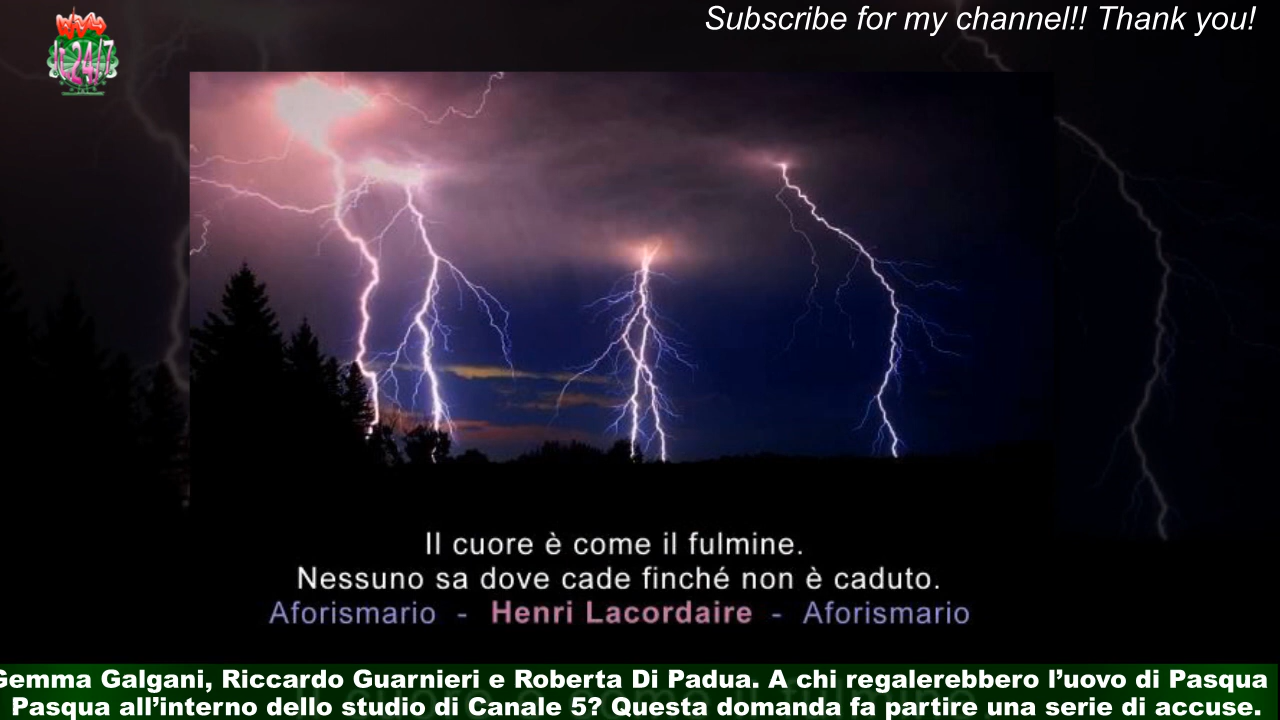 Subscribe for my channel!! Thank you!
24/7
Il cuore è come il fulmine.
Nessuno sa dove cade finché non è caduto.
Aforismario - Henri Lacordaire - Aforismario
Gemma Galgani, Riccardo Guarnieri e Roberta Di Padua. A chi regalerebbero l’uovo di Pasqua
Pasqua all’interno dello studio di Canale 5? Questa domanda fa partire una serie di accuse.